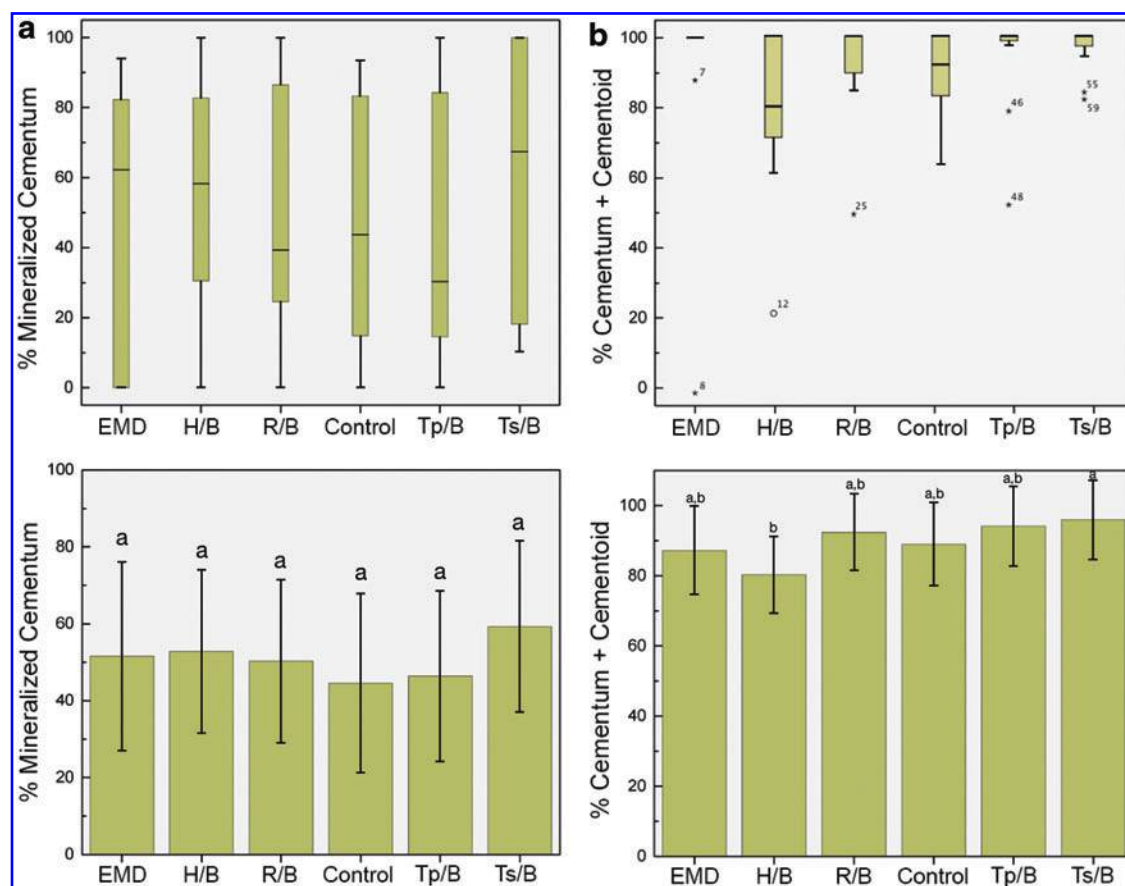 a
% Mineralized Cementum
100
80
60
40
20
0
EMD H/B R/B Control Tp/B Ts/B
b
% Cementum + Cementoid
100
80
60
40
20
0
*7
*8
○12
*25
*46
*48
*55
*59
EMD H/B R/B Control Tp/B Ts/B
% Mineralized Cementum
100
80
60
40
20
0
a a a a a a
EMD H/B R/B Control Tp/B Ts/B
% Cementum + Cementoid
100
80
60
40
20
0
a,b b a,b a,b a,b a
EMD H/B R/B Control Tp/B Ts/B